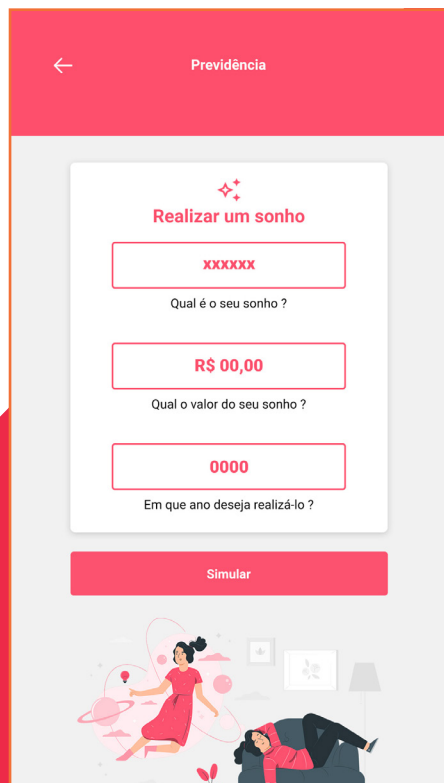 Previdência
Realizar um sonho
xxxxxx
Qual é o seu sonho ?
R$ 00,00
Qual o valor do seu sonho ?
0000
Em que ano deseja realizá-lo ?
Simular